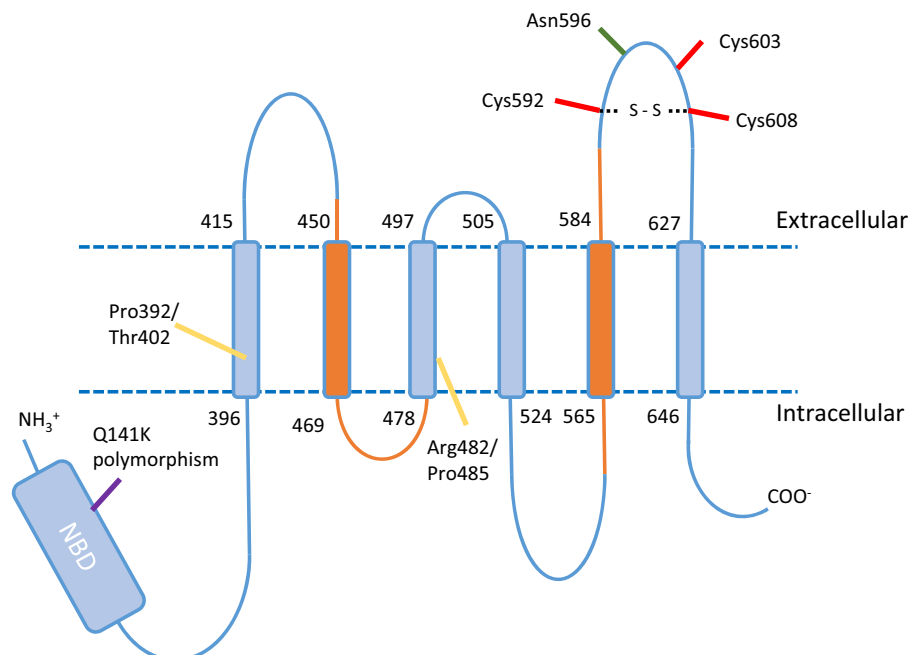 Asn596
Cys603
Cys592
S - S
Cys608
415
450
497
505
584
627
Extracellular
Pro392/
Thr402
396
469
478
524
565
646
Intracellular
NH₃⁺
Q141K
polymorphism
Arg482/
Pro485
NBD
COO⁻